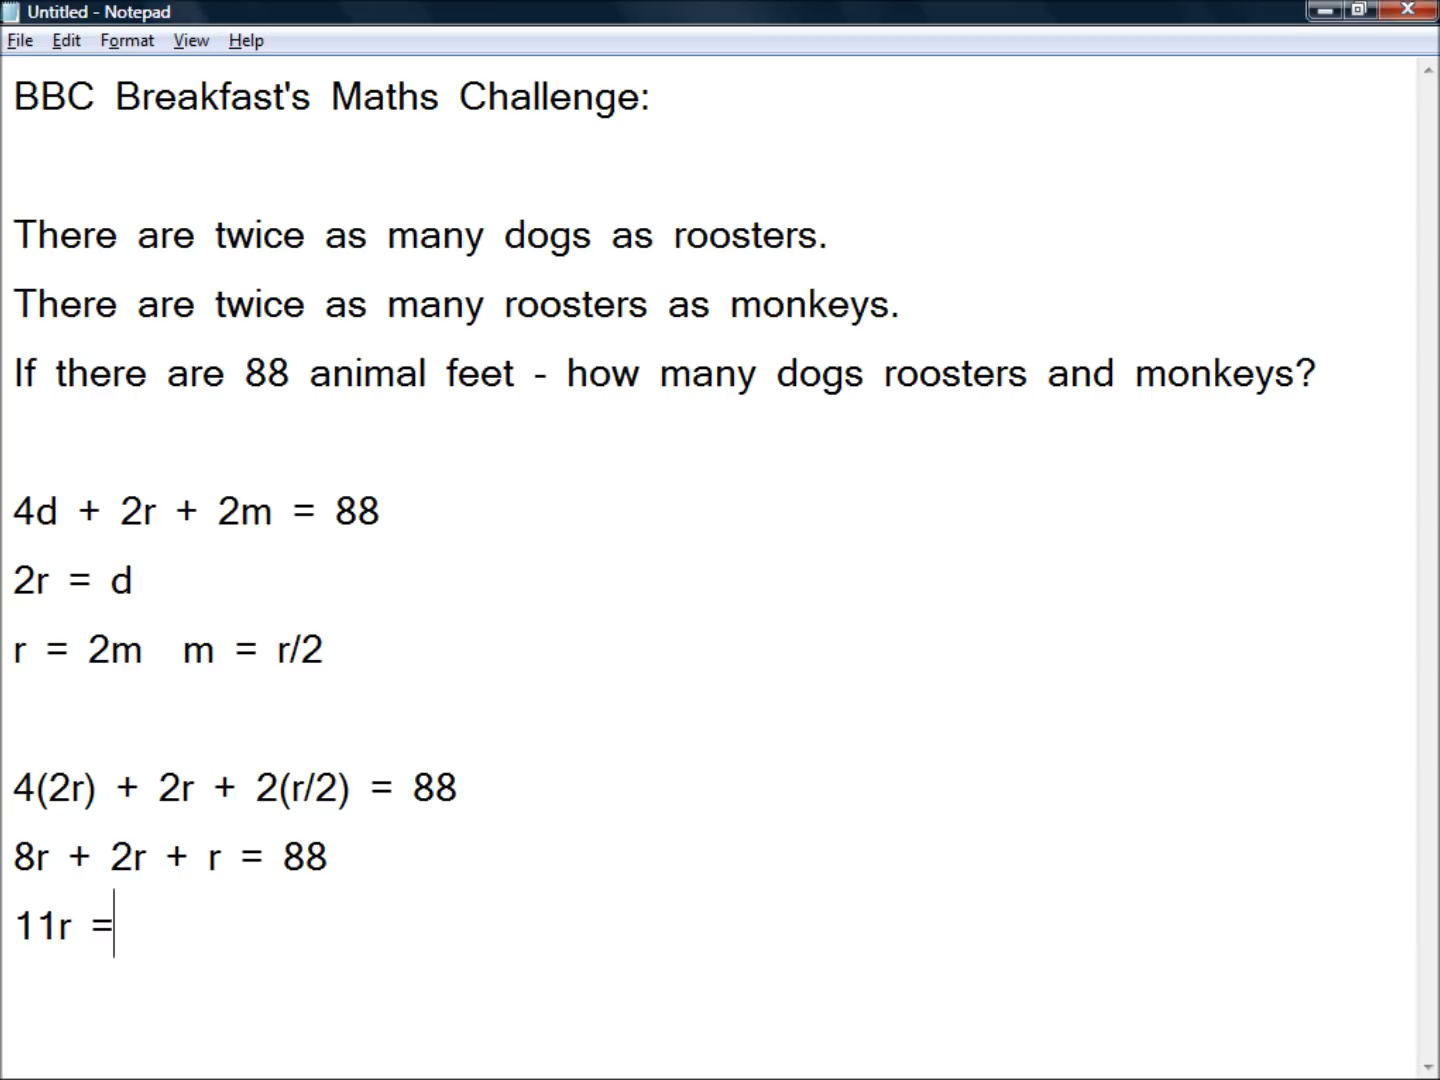 Untitled - Notepad
File Edit Format View Help
BBC Breakfast's Maths Challenge:
There are twice as many dogs as roosters.
There are twice as many roosters as monkeys.
If there are 88 animal feet - how many dogs roosters and monkeys?
4d + 2r + 2m = 88
2r = d
r = 2m m = r/2
4(2r) + 2r + 2(r/2) = 88
8r + 2r + r = 88
11r =